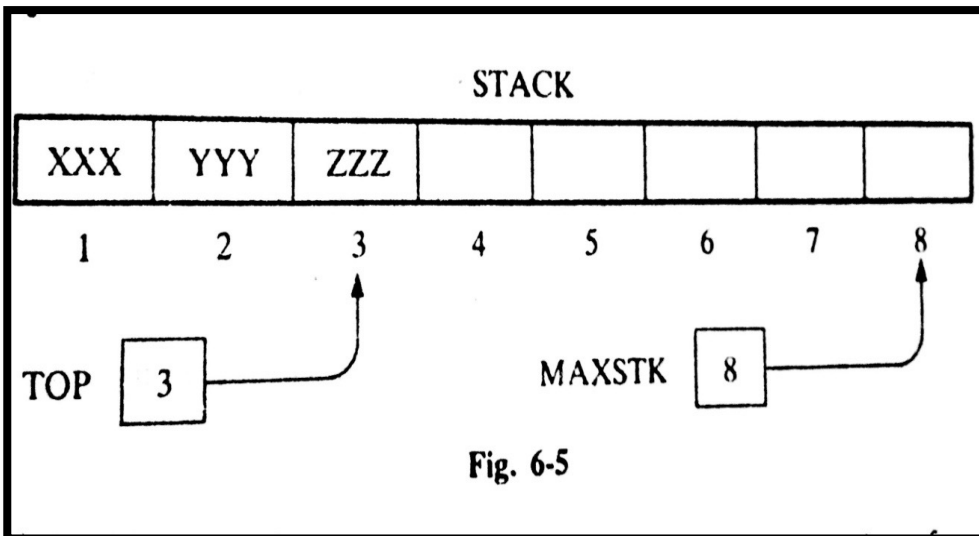 STACK
XXX YYY ZZZ
1 2 3 4 5 6 7 8
TOP 3 MAXSTK 8
Fig. 6-5